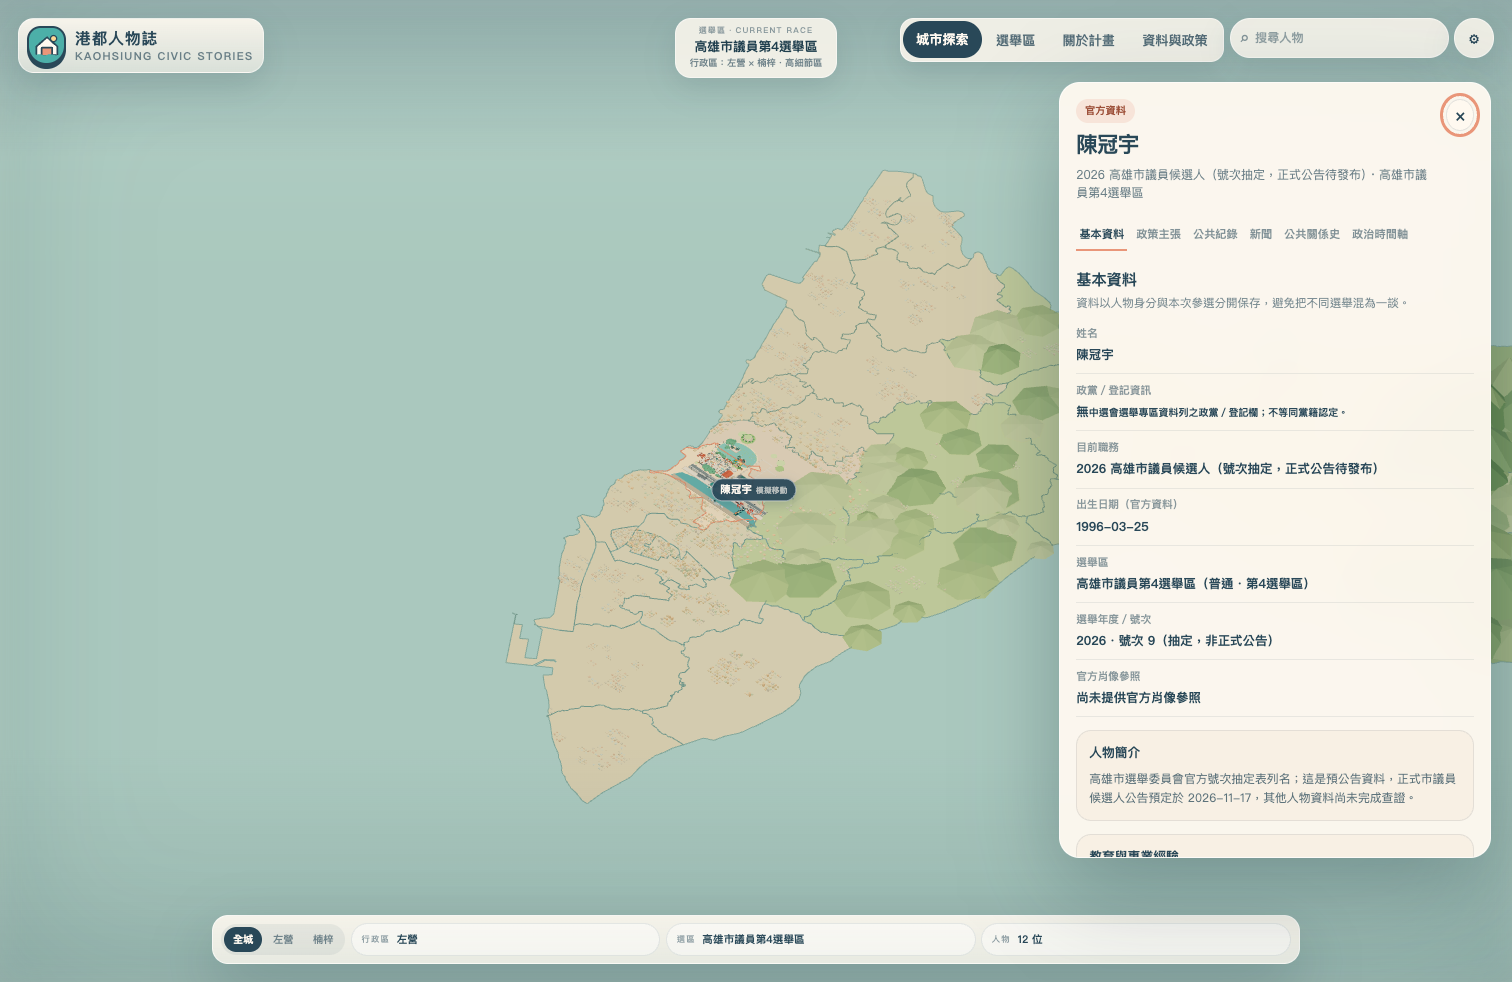 港都人物誌
KAOHSIUNG CIVIC STORIES
選舉區 · CURRENT RACE
高雄市議員第4選舉區
行政區：左營 × 楠梓 · 高細節區
城市探索
選舉區
關於計畫
資料與政策
搜尋人物
官方資料
×
陳冠宇
2026 高雄市議員候選人（號次抽定，正式公告待發布）· 高雄市議
員第4選舉區
基本資料
政策主張
公共紀錄
新聞
公共關係史
政治時間軸
基本資料
資料以人物身分與本次參選分開保存，避免把不同選舉混為一談。
姓名
陳冠宇
政黨 / 登記資訊
無中選會選舉專區資料列之政黨 / 登記欄；不等同黨籍認定。
目前職務
2026 高雄市議員候選人（號次抽定，正式公告待發布）
出生日期（官方資料）
1996-03-25
選舉區
高雄市議員第4選舉區（普通 · 第4選舉區）
選舉年度 / 號次
2026 · 號次 9（抽定，非正式公告）
官方肖像參照
尚未提供官方肖像參照
人物簡介
高雄市選舉委員會官方號次抽定表列名；這是預公告資料，正式市議員
候選人公告預定於 2026-11-17，其他人物資料尚未完成查證。
教育與專業經驗
陳冠宇 模擬移動
全城
左營
楠梓
行政區 左營
選區 高雄市議員第4選舉區
人物 12 位